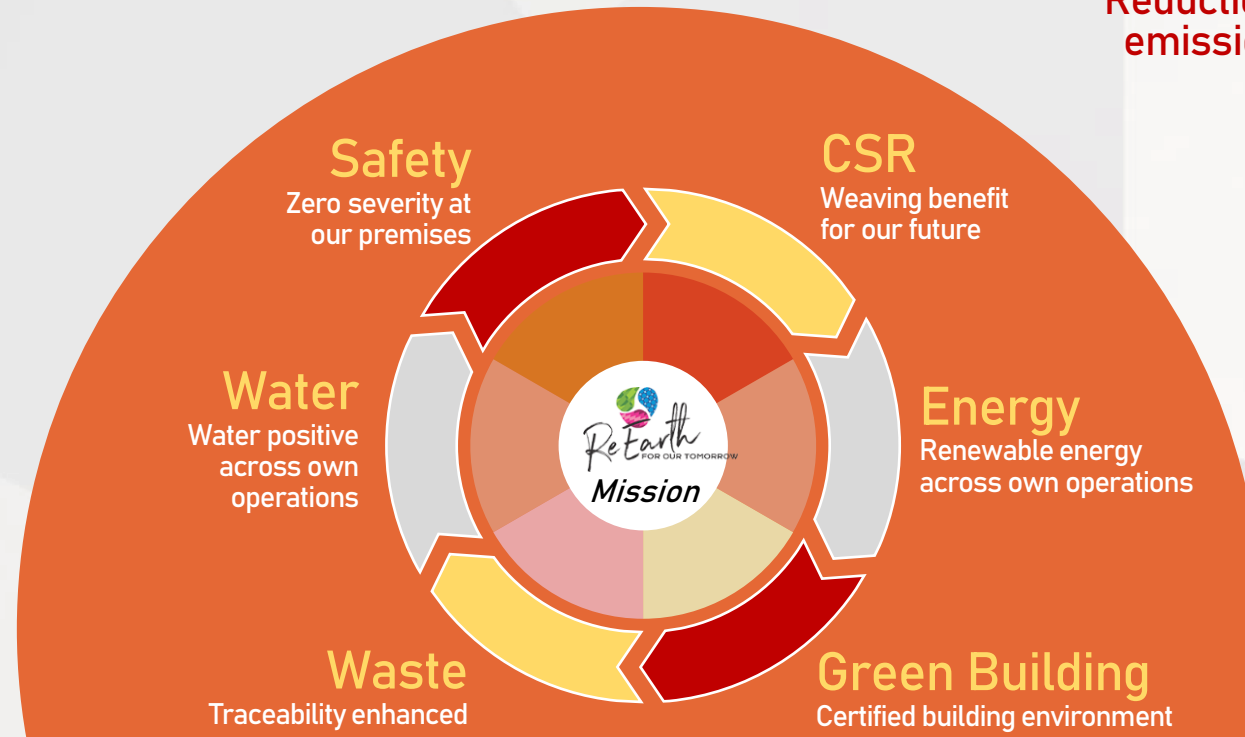 Safety
Zero severity at
our premises
CSR
Weaving benefit
for our future
Water
Water positive
across own
operations
ReEarth
FOR OUR TOMORROW
Mission
Energy
Renewable energy
across own operations
Waste
Traceability enhanced
Green Building
Certified building environment